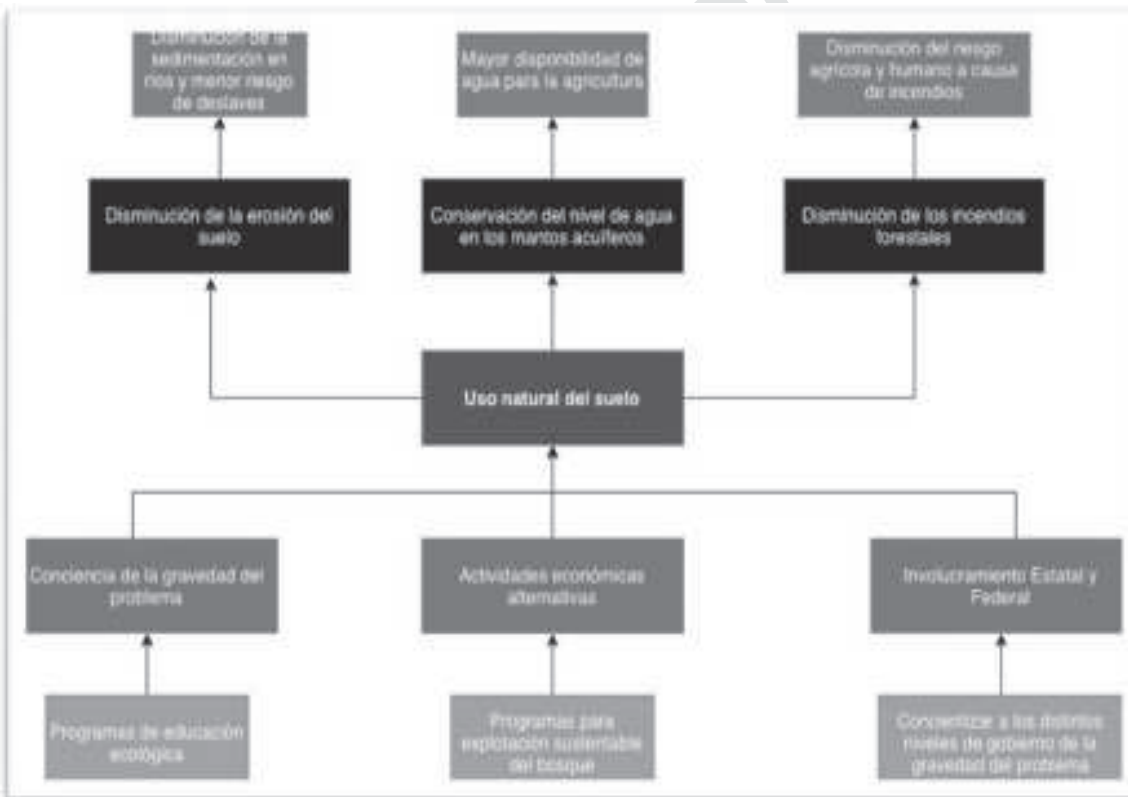 Disminución de la
sedimentación en
ríos y menor riesgo
de deslaves
Mayor disponibilidad de
agua para la agricultura
Disminución del riesgo
agrícola y humano a causa
de incendios
Disminución de la erosión del
suelo
Conservación del nivel de agua
en los mantos acuíferos
Disminución de los incendios
forestales
Uso natural del suelo
Conciencia de la gravedad del
problema
Actividades económicas
alternativas
Involucramiento Estatal y
Federal
Programas de educación
ecológica
Programas para
explotación sustentable
del bosque
Concientizar a los distintos
niveles de gobierno de la
gravedad del problema